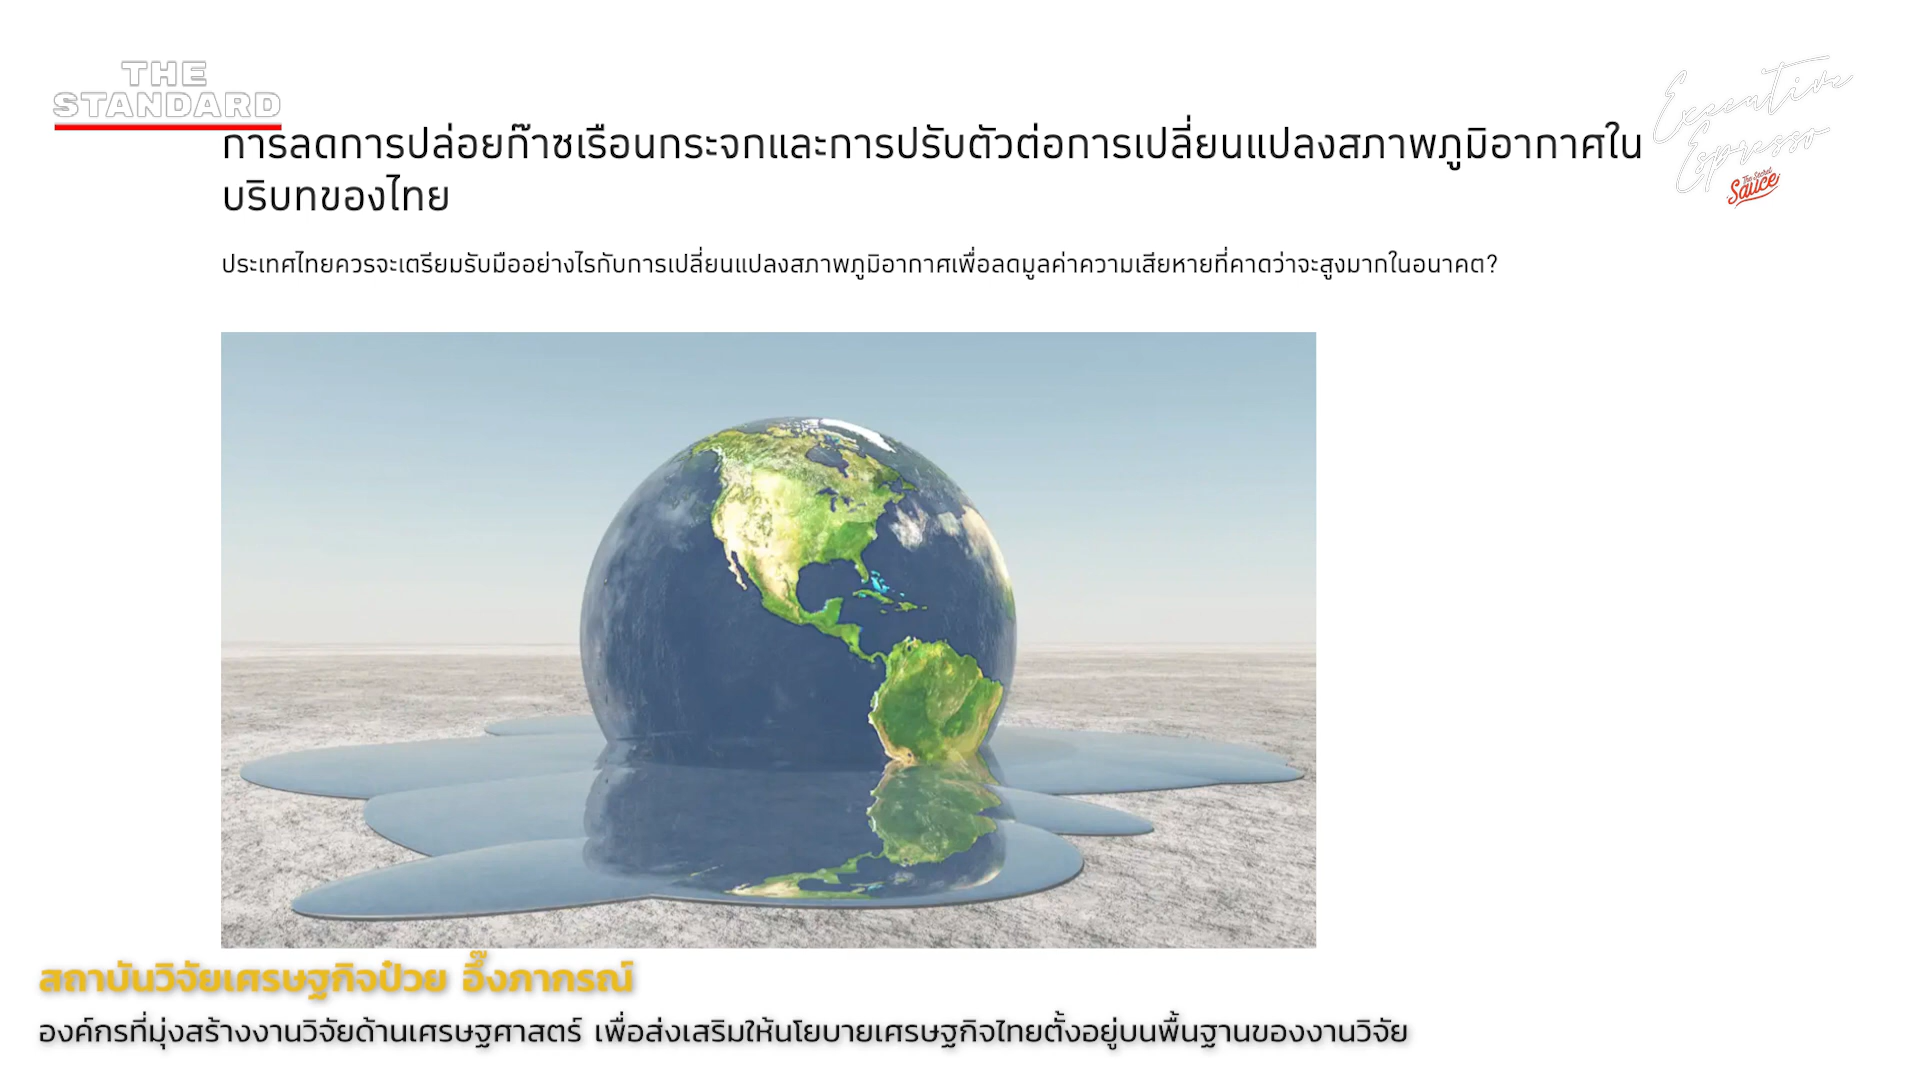 THE
STANDARD
Executive
Espresso
The Secret
Sauce
การลดการปล่อยก๊าซเรือนกระจกและการปรับตัวต่อการเปลี่ยนแปลงสภาพภูมิอากาศใน
บริบทของไทย
ประเทศไทยควรจะเตรียมรับมืออย่างไรกับการเปลี่ยนแปลงสภาพภูมิอากาศเพื่อลดมูลค่าความเสียหายที่คาดว่าจะสูงมากในอนาคต?
สถาบันวิจัยเศรษฐกิจป๋วย อึ๊งภากรณ์
องค์กรที่มุ่งสร้างงานวิจัยด้านเศรษฐศาสตร์ เพื่อส่งเสริมให้นโยบายเศรษฐกิจไทยตั้งอยู่บนพื้นฐานของงานวิจัย